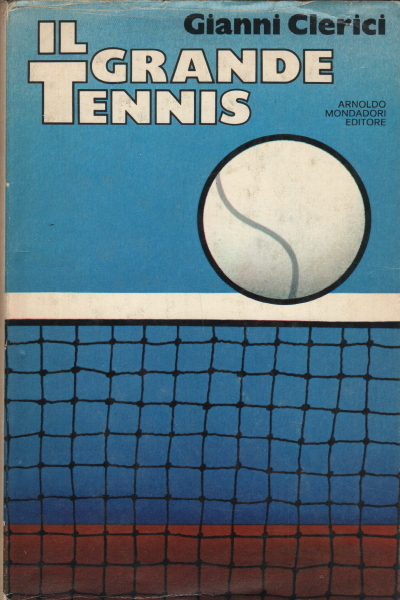 Gianni Clerici
IL
GRANDE
TENNIS
ARNOLDO
MONDADORI
EDITORE